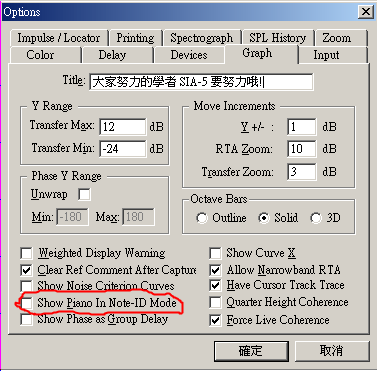 Options
Impulse / Locator Printing Spectrograph SPL History Zoom
Color Delay Devices Graph Input
Title: 大家努力的學者 SIA-5 要努力哦!
Y Range
Transfer Max: 12 dB
Transfer Min: -24 dB
Move Increments
Y +/- : 1 dB
RTA Zoom: 10 dB
Transfer Zoom: 3 dB
Phase Y Range
Unwrap
Min: -180 Max: 180
Octave Bars
Outline Solid 3D
Weighted Display Warning
Clear Ref Comment After Capture
Show Noise Criterion Curves
Show Piano In Note-ID Mode
Show Phase as Group Delay
Show Curve X
Allow Narrowband RTA
Have Cursor Track Trace
Quarter Height Coherence
Force Live Coherence
確定 取消